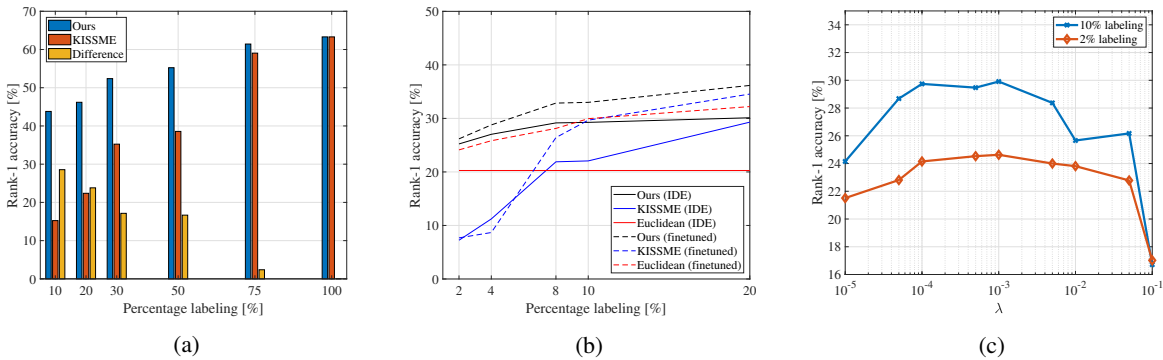 70
60
50
40
30
20
10
0
Rank-1 accuracy [%]
Ours
KISSME
Difference
10 20 30 50 75 100
Percentage labeling [%]
(a)
50
40
30
20
10
0
Rank-1 accuracy [%]
Ours (IDE)
KISSME (IDE)
Euclidean (IDE)
Ours (finetuned)
KISSME (finetuned)
Euclidean (finetuned)
2 4 8 10 20
Percentage labeling [%]
(b)
34
32
30
28
26
24
22
20
18
16
Rank-1 accuracy [%]
10% labeling
2% labeling
10⁻⁵ 10⁻⁴ 10⁻³ 10⁻² 10⁻¹
λ
(c)